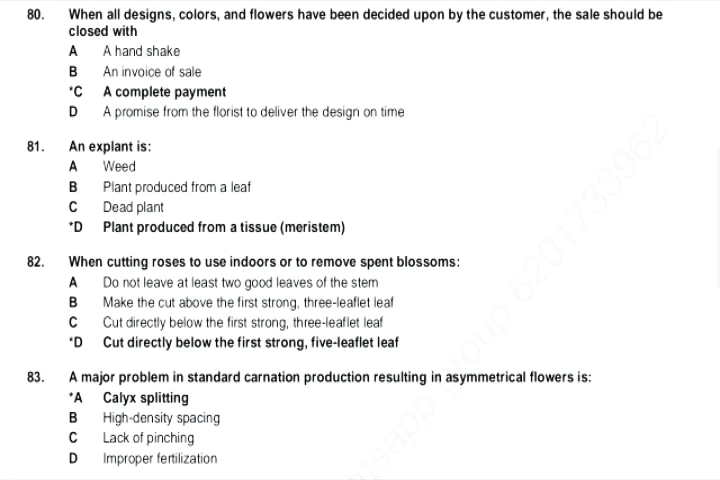 80. When all designs, colors, and flowers have been decided upon by the customer, the sale should be
closed with
A A hand shake
B An invoice of sale
*C A complete payment
D A promise from the florist to deliver the design on time
81. An explant is:
A Weed
B Plant produced from a leaf
C Dead plant
*D Plant produced from a tissue (meristem)
82. When cutting roses to use indoors or to remove spent blossoms:
A Do not leave at least two good leaves of the stem
B Make the cut above the first strong, three-leaflet leaf
C Cut directly below the first strong, three-leaflet leaf
*D Cut directly below the first strong, five-leaflet leaf
83. A major problem in standard carnation production resulting in asymmetrical flowers is:
*A Calyx splitting
B High-density spacing
C Lack of pinching
D Improper fertilization
atsapp group 6201733962